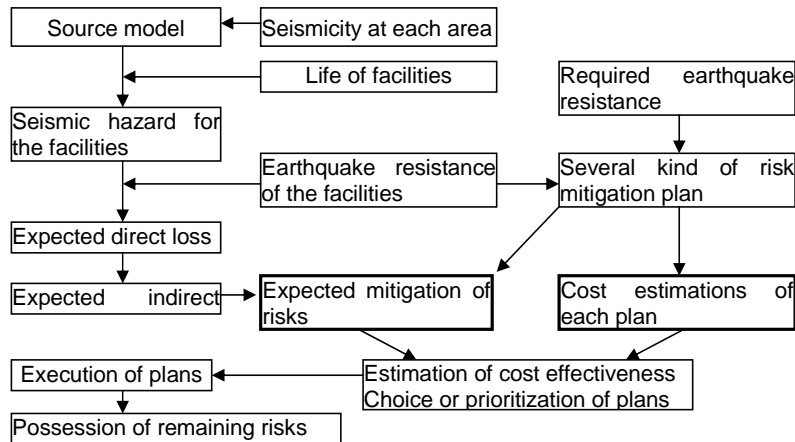 Source model
Seismicity at each area
Life of facilities
Required earthquake
resistance
Seismic hazard for
the facilities
Earthquake resistance
of the facilities
Several kind of risk
mitigation plan
Expected direct loss
Expected indirect
Expected mitigation of
risks
Cost estimations of
each plan
Execution of plans
Estimation of cost effectiveness
Choice or prioritization of plans
Possession of remaining risks